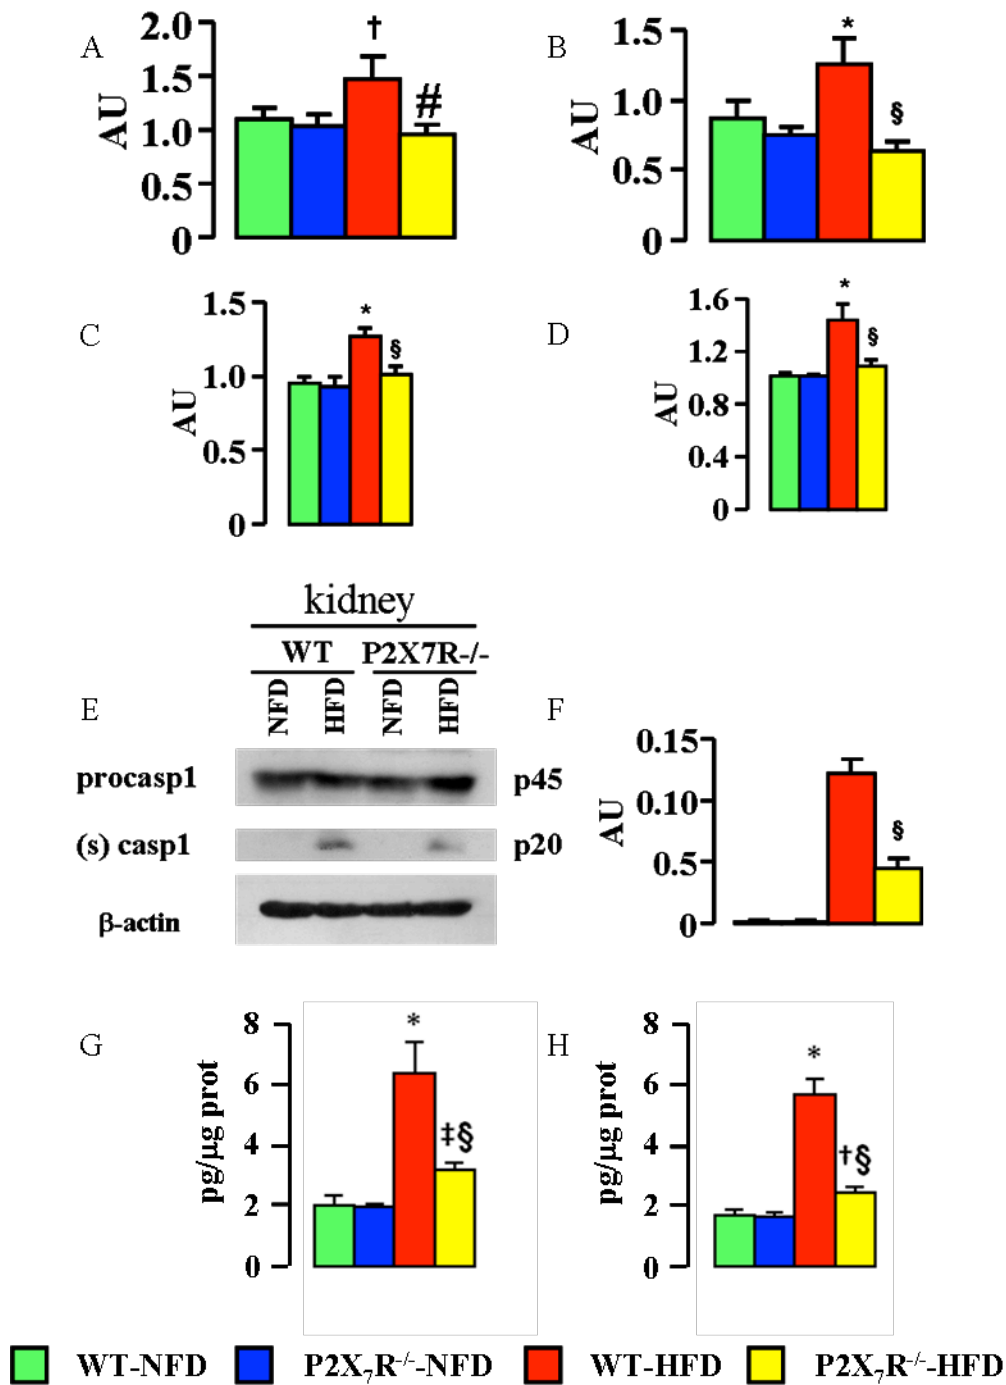 A
2.0
1.5
1.0
0.5
0
AU
†
#
B
1.5
1.0
0.5
0
AU
*
§
C
1.5
1.0
0.5
0
AU
*
§
D
1.6
1.2
0.8
0.4
0
AU
*
§
E
kidney
WT P2X7R-/-
NFD HFD NFD HFD
procasp1 p45
(s) casp1 p20
β-actin
F
0.15
0.10
0.5
0
AU
§
G
8
6
4
2
0
pg/µg prot
*
‡§
H
8
6
4
2
0
pg/µg prot
*
†§
WT-NFD P2X₇R⁻/⁻-NFD WT-HFD P2X₇R⁻/⁻-HFD